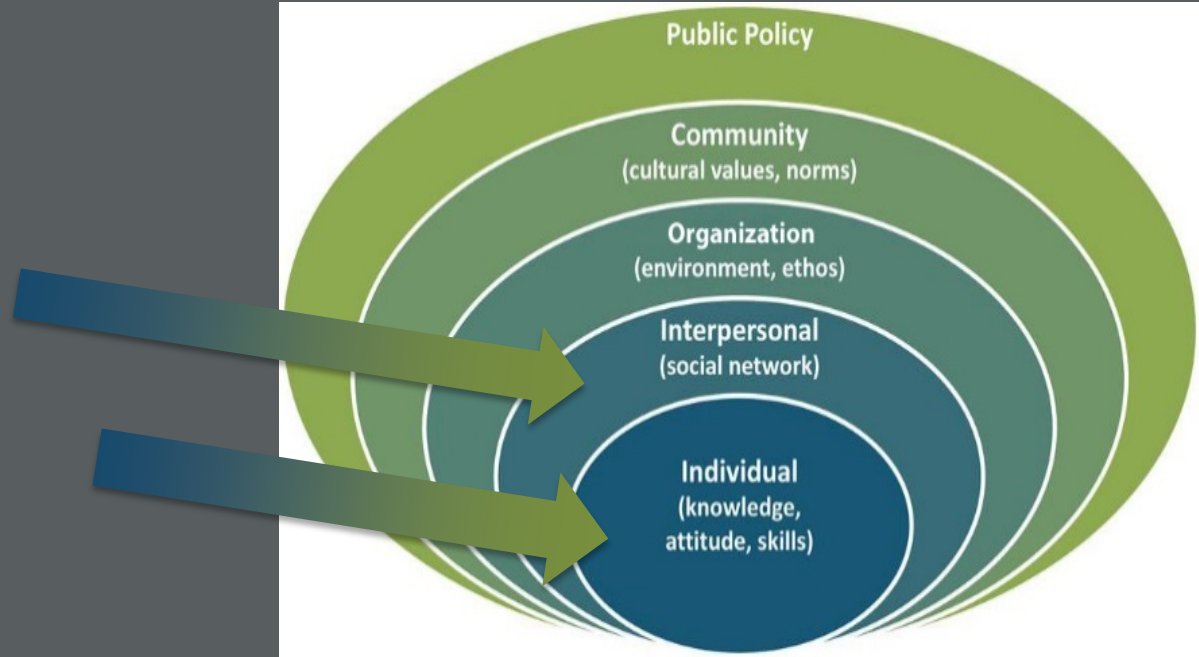 Public Policy
Community
(cultural values, norms)
Organization
(environment, ethos)
Interpersonal
(social network)
Individual
(knowledge,
attitude, skills)